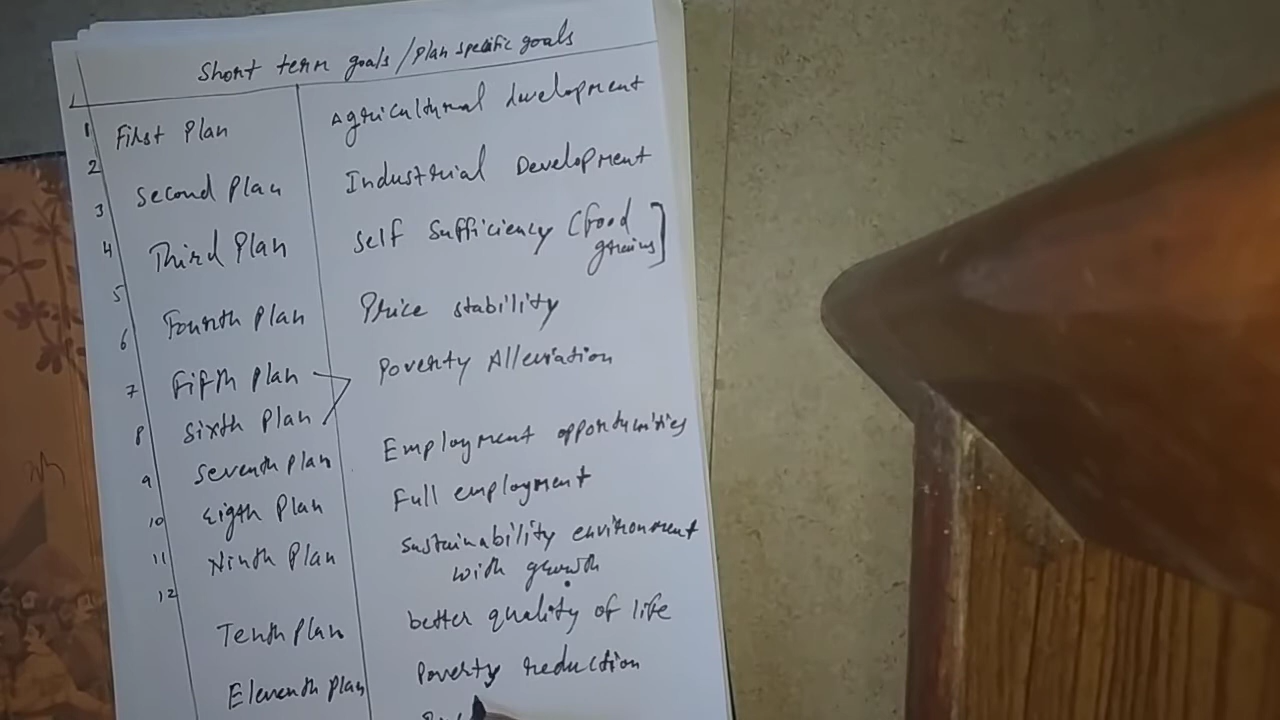 Short term goals / Plan specific goals
1 First Plan Agricultural development
2 Second Plan Industrial Development
3 Third Plan Self Sufficiency [Food
4 grains]
5 Fourth Plan Price stability
6 Fifth Plan Poverty Alleviation
7 Sixth Plan
8 Seventh Plan Employment opportunities
9 Eigth Plan Full employment
10 Ninth Plan Sustainability environment
11 with growth
12 Tenth Plan better quality of life
Eleventh Plan Poverty reduction